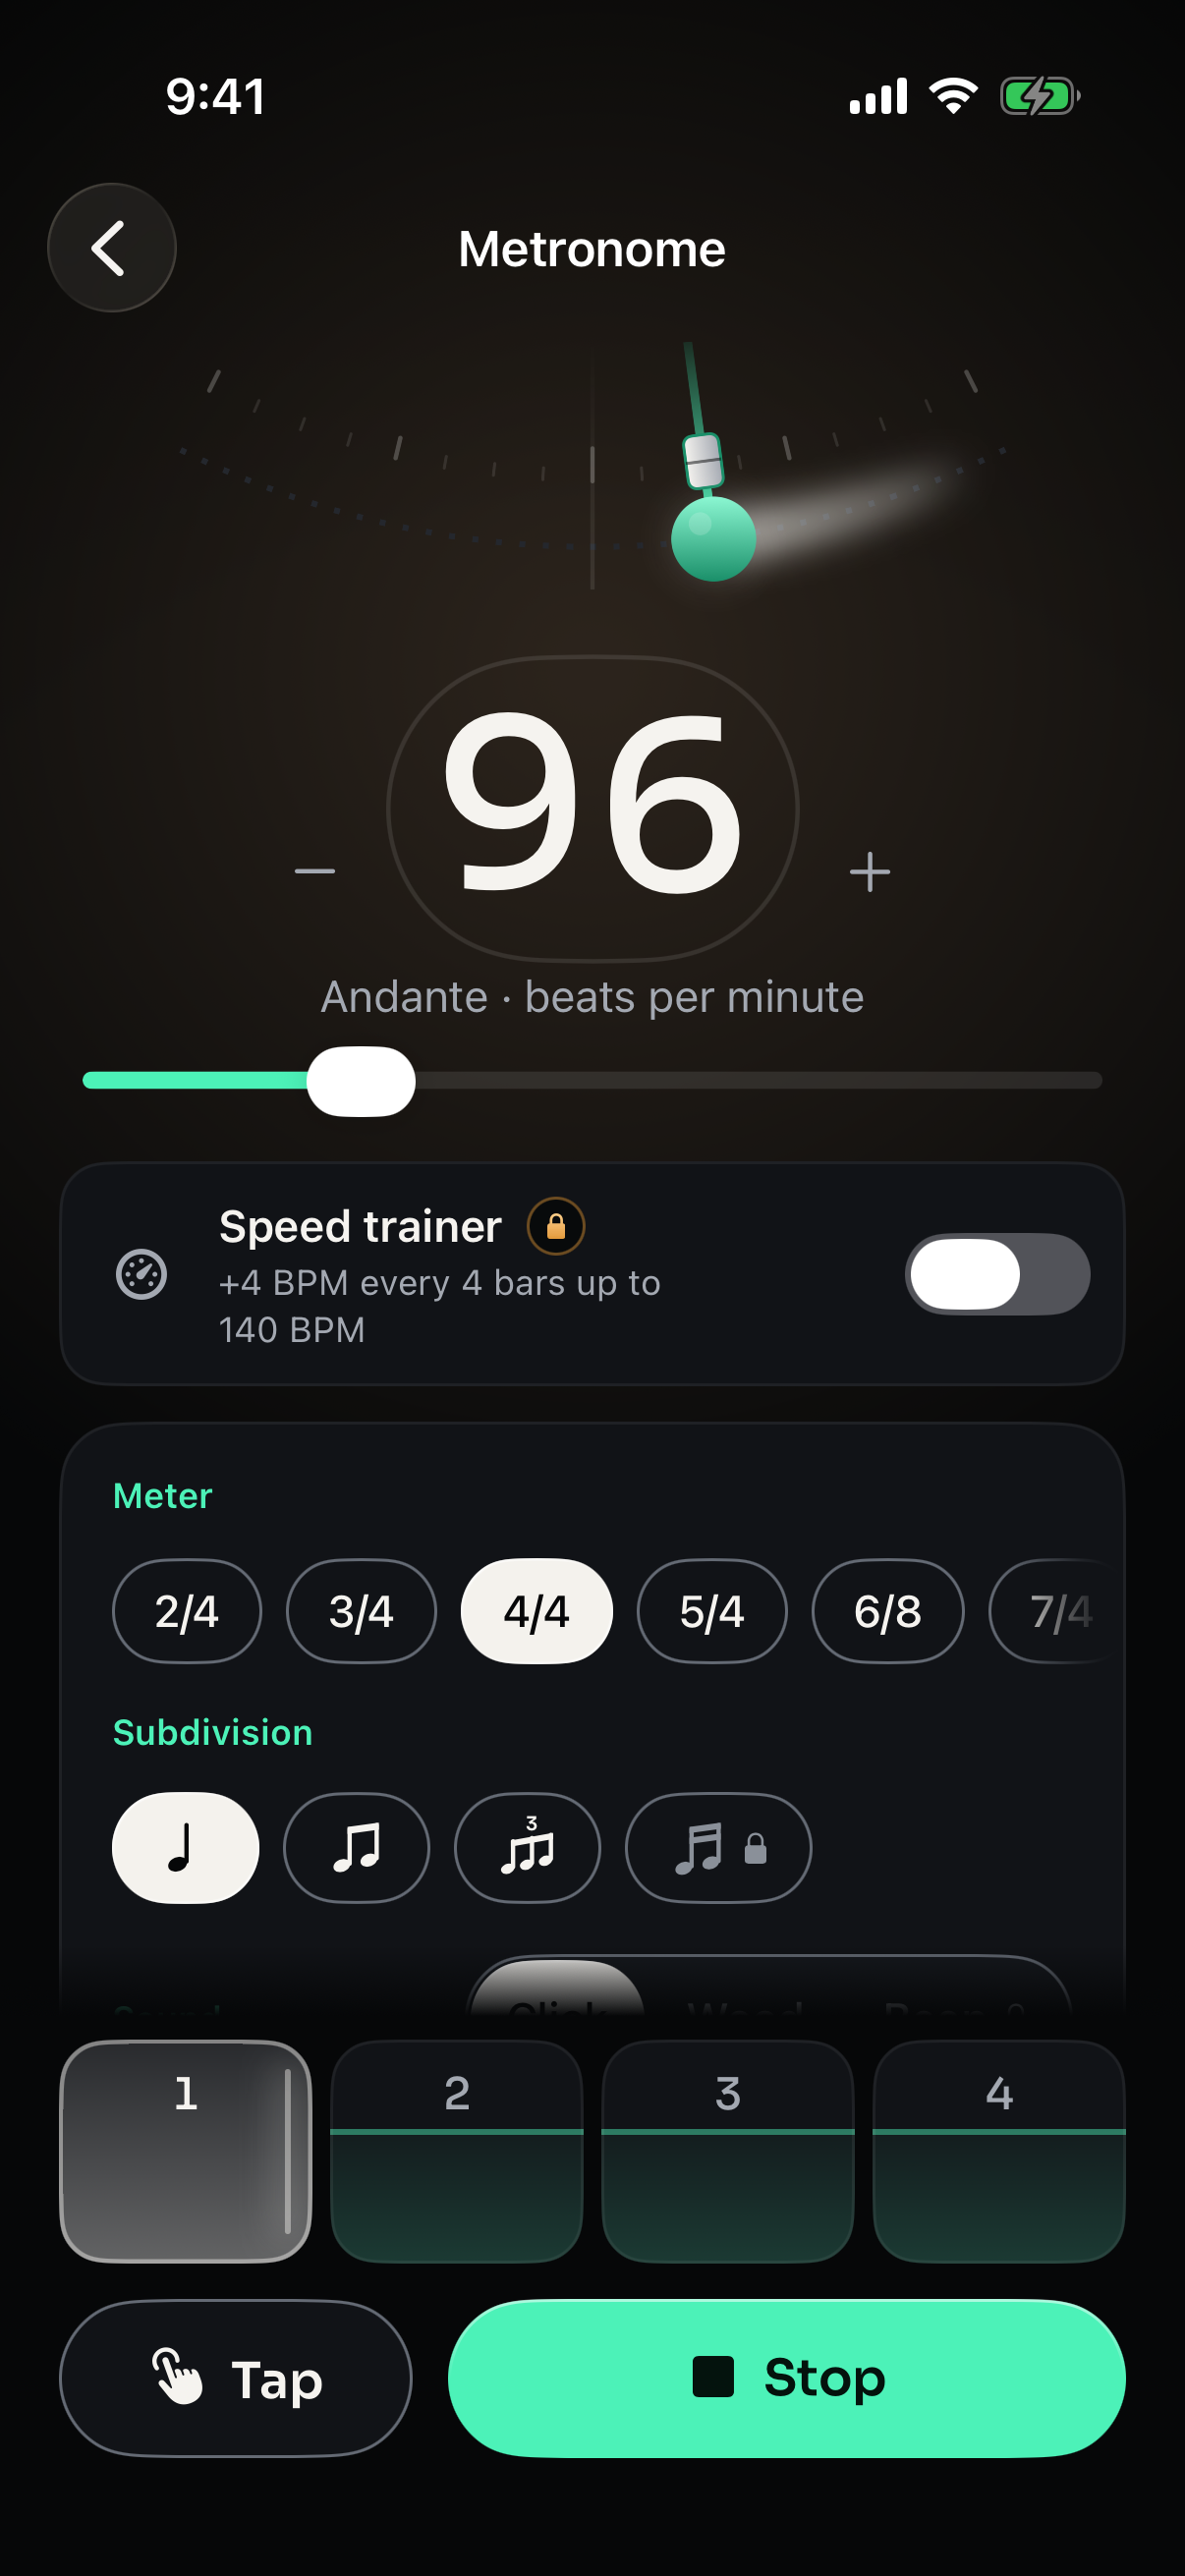 9:41
Metronome
96
Andante · beats per minute
Speed trainer
+4 BPM every 4 bars up to
140 BPM
Meter
2/4 3/4 4/4 5/4 6/8 7/4
Subdivision
3
1 2 3 4
Tap Stop